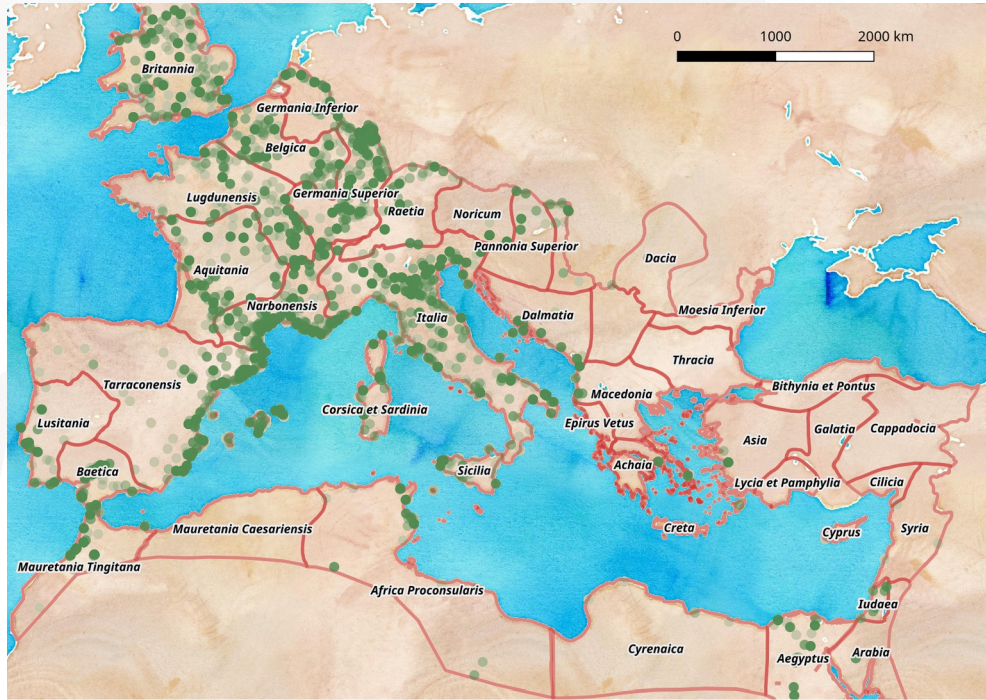 0 1000 2000 km
Britannia
Germania Inferior
Belgica
Lugdunensis
Germania Superior
Raetia
Noricum
Pannonia Superior
Dacia
Aquitania
Narbonensis
Italia
Dalmatia
Moesia Inferior
Thracia
Tarraconensis
Bithynia et Pontus
Macedonia
Corsica et Sardinia
Lusitania
Epirus Vetus
Asia
Galatia
Cappadocia
Baetica
Sicilia
Achaia
Lycia et Pamphylia
Cilicia
Mauretania Caesariensis
Creta
Cyprus
Syria
Mauretania Tingitana
Africa Proconsularis
Iudaea
Cyrenaica
Aegyptus
Arabia